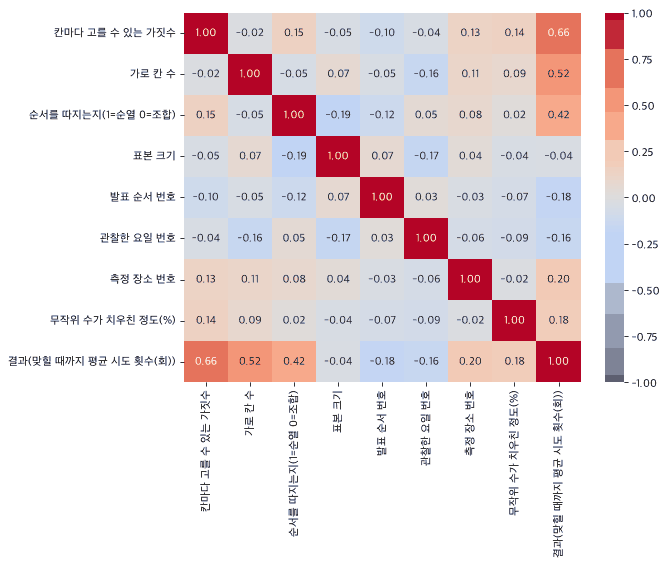 칸마다 고를 수 있는 가짓수 1.00 -0.02 0.15 -0.05 -0.10 -0.04 0.13 0.14 0.66
가로 칸 수 -0.02 1.00 -0.05 0.07 -0.05 -0.16 0.11 0.09 0.52
순서를 따지는지(1=순열 0=조합) 0.15 -0.05 1.00 -0.19 -0.12 0.05 0.08 0.02 0.42
표본 크기 -0.05 0.07 -0.19 1.00 0.07 -0.17 0.04 -0.04 -0.04
발표 순서 번호 -0.10 -0.05 -0.12 0.07 1.00 0.03 -0.03 -0.07 -0.18
관찰한 요일 번호 -0.04 -0.16 0.05 -0.17 0.03 1.00 -0.06 -0.09 -0.16
측정 장소 번호 0.13 0.11 0.08 0.04 -0.03 -0.06 1.00 -0.02 0.20
무작위 수가 치우친 정도(%) 0.14 0.09 0.02 -0.04 -0.07 -0.09 -0.02 1.00 0.18
결과(맞힐 때까지 평균 시도 횟수(회)) 0.66 0.52 0.42 -0.04 -0.18 -0.16 0.20 0.18 1.00
칸마다 고를 수 있는 가짓수
가로 칸 수
순서를 따지는지(1=순열 0=조합)
표본 크기
발표 순서 번호
관찰한 요일 번호
측정 장소 번호
무작위 수가 치우친 정도(%)
결과(맞힐 때까지 평균 시도 횟수(회))
1.00
0.75
0.50
0.25
0.00
-0.25
-0.50
-0.75
-1.00